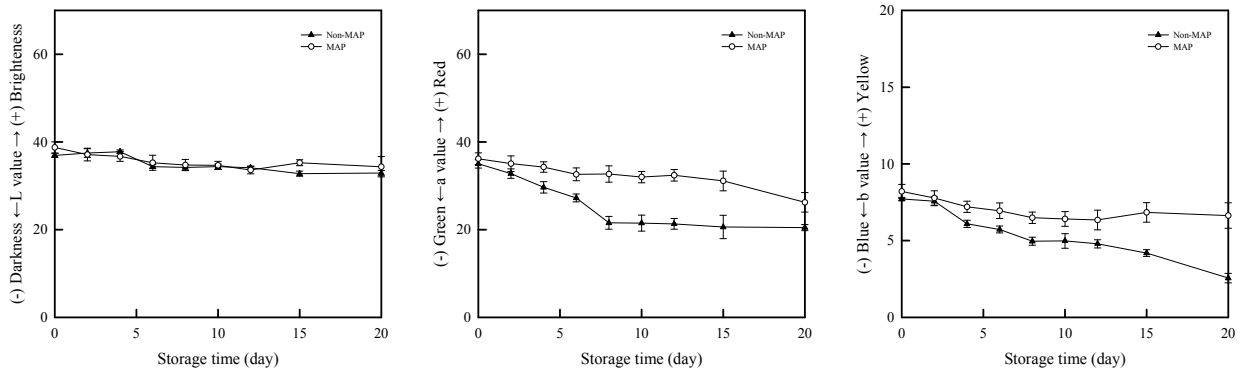 (-) Darkness ←L value → (+) Brighteness
60
40
20
0
0 5 10 15 20
Storage time (day)
Non-MAP
MAP
(-) Green ←a value → (+) Red
60
40
20
0
0 5 10 15 20
Storage time (day)
Non-MAP
MAP
(-) Blue ←b value → (+) Yellow
20
15
10
5
0
0 5 10 15 20
Storage time (day)
Non-MAP
MAP